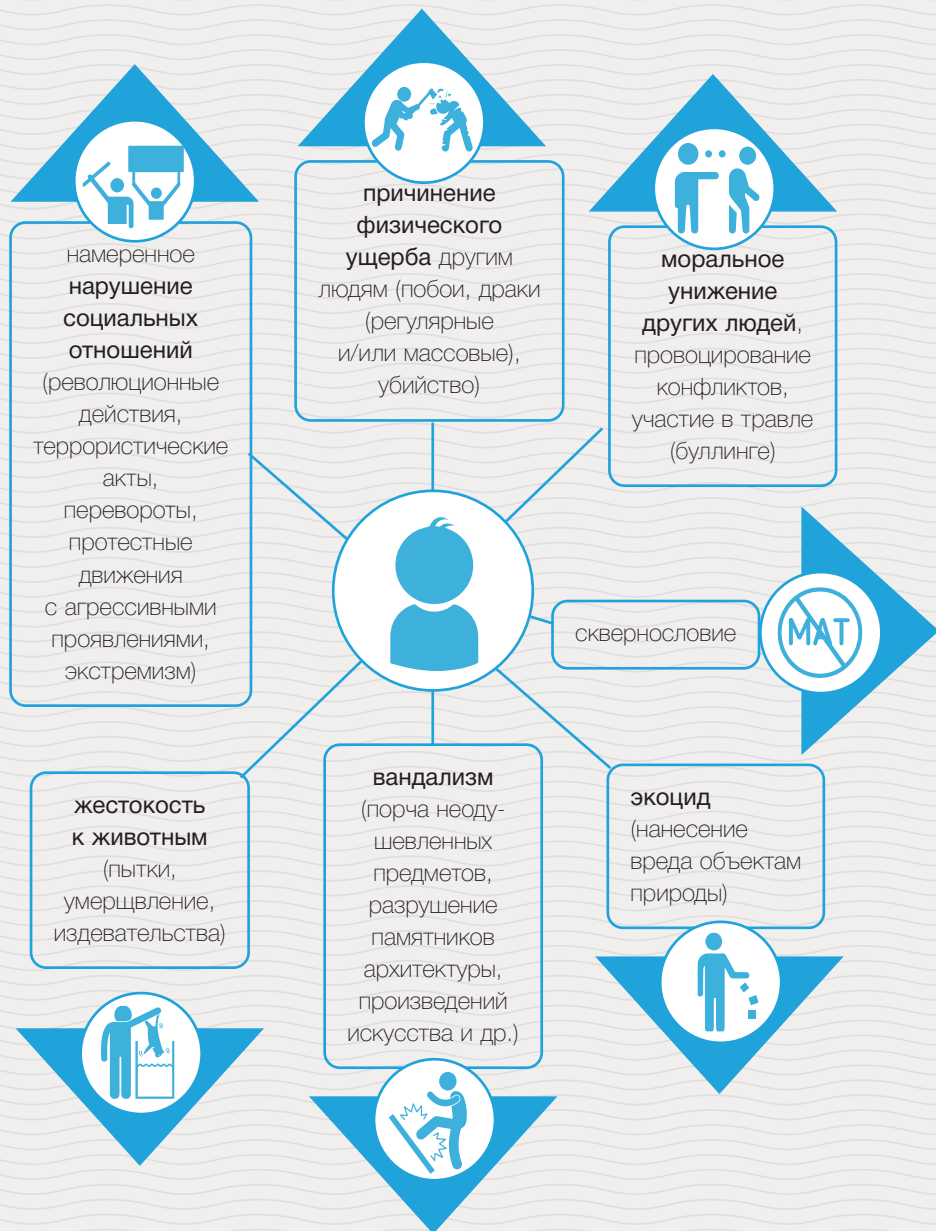 намеренное
нарушение
социальных
отношений
(революционные
действия,
террористические
акты,
перевороты,
протестные
движения
с агрессивными
проявлениями,
экстремизм)
причинение
физического
ущерба другим
людям (побои, драки
(регулярные
и/или массовые),
убийство)
моральное
унижение
других людей,
провоцирование
конфликтов,
участие в травле
(буллинге)
сквернословие
МАТ
жестокость
к животным
(пытки,
умерщвление,
издевательства)
вандализм
(порча неоду-
шевленных
предметов,
разрушение
памятников
архитектуры,
произведений
искусства и др.)
экоцид
(нанесение
вреда объектам
природы)